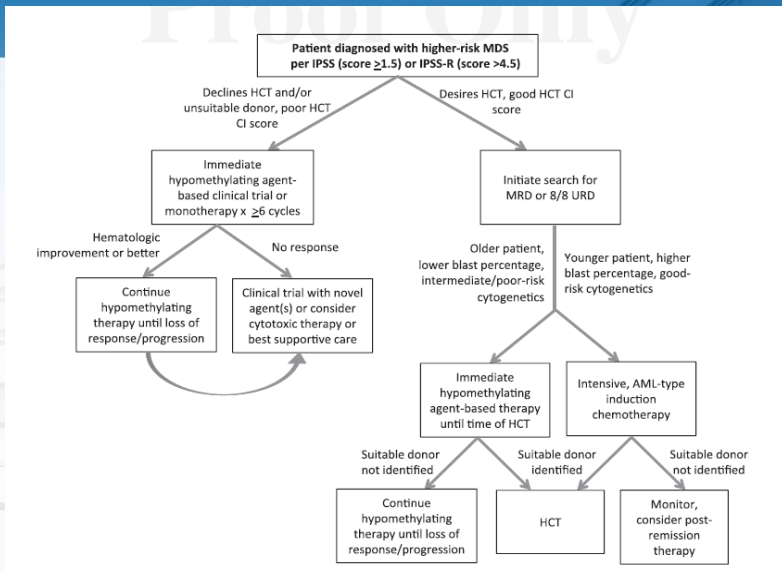 Proof Only
Patient diagnosed with higher-risk MDS
per IPSS (score ≥1.5) or IPSS-R (score >4.5)
Declines HCT and/or
unsuitable donor, poor HCT
CI score
Desires HCT, good HCT CI
score
Immediate
hypomethylating agent-
based clinical trial or
monotherapy x ≥6 cycles
Initiate search for
MRD or 8/8 URD
Hematologic
improvement or better
No response
Older patient,
lower blast percentage,
intermediate/poor-risk
cytogenetics
Younger patient, higher
blast percentage, good-
risk cytogenetics
Continue
hypomethylating
therapy until loss of
response/progression
Clinical trial with novel
agent(s) or consider
cytotoxic therapy or
best supportive care
Immediate
hypomethylating
agent-based therapy
until time of HCT
Intensive, AML-type
induction
chemotherapy
Suitable donor
not identified
Suitable donor
identified
Suitable donor
not identified
Continue
hypomethylating
therapy until loss of
response/progression
HCT
Monitor,
consider post-
remission
therapy